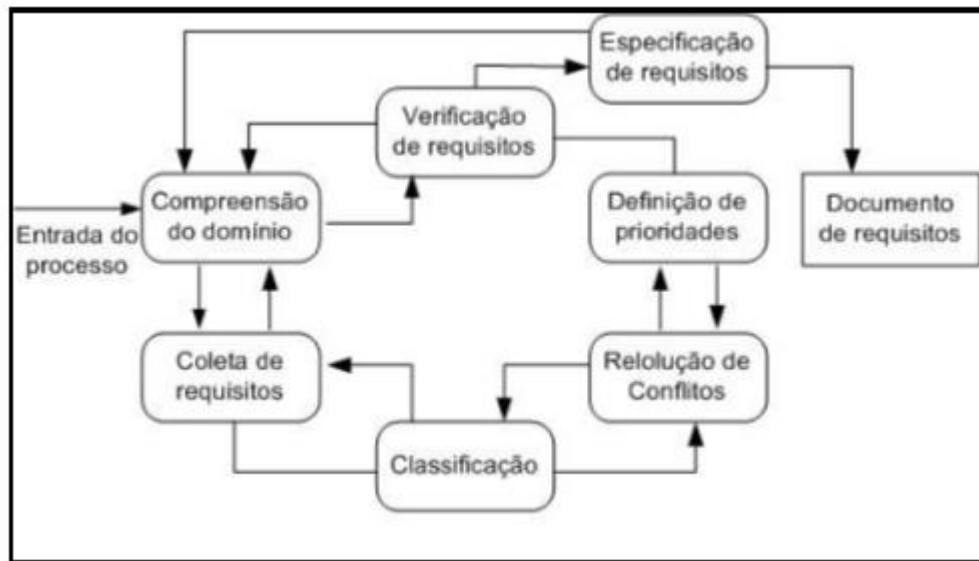 Especificação
de requisitos
Verificação
de requisitos
Compreensão
do domínio
Definição de
prioridades
Documento
de requisitos
Entrada do
processo
Coleta de
requisitos
Relolução de
Conflitos
Classificação